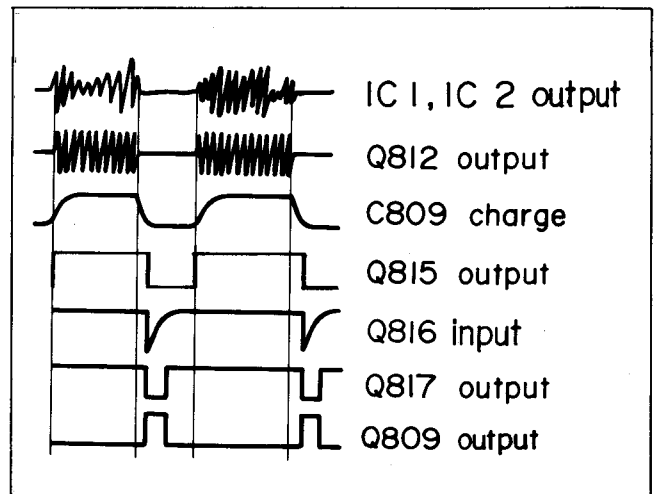 IC 1, IC 2 output
Q812 output
C809 charge
Q815 output
Q816 input
Q817 output
Q809 output